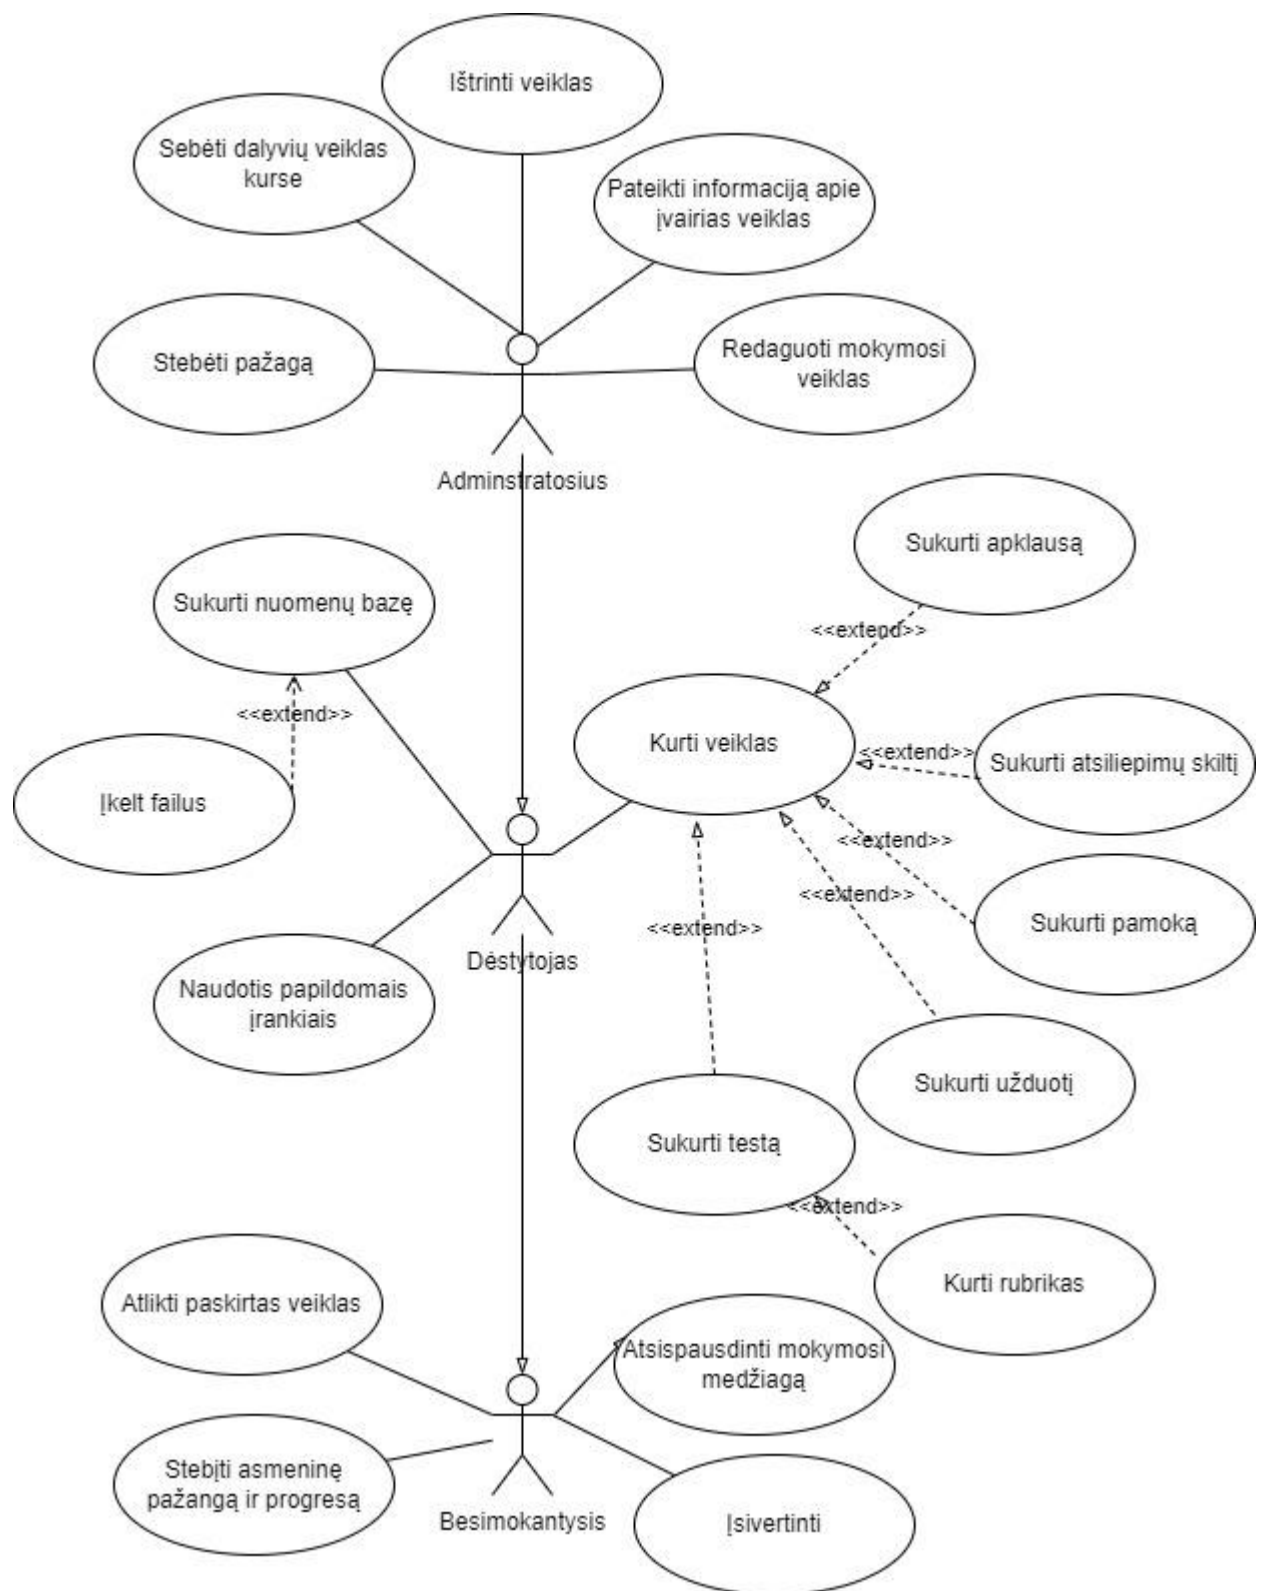 Ištrinti veiklas
Sebėti dalyvių veiklas
kurse
Pateikti informaciją apie
įvairias veiklas
Stebėti pažagą
Redaguoti mokymosi
veiklas
Adminstratosius
Sukurti apklausą
<<extend>>
Sukurti nuomenų bazę
<<extend>>
Įkelt failus
Kurti veiklas
<<extend>>
Sukurti atsiliepimų skiltį
<<extend>>
Sukurti pamoką
<<extend>>
<<extend>>
Dėstytojas
Naudotis papildomais
įrankiais
Sukurti užduotį
Sukurti testą
<<extend>>
Kurti rubrikas
Atlikti paskirtas veiklas
Atsispausdinti mokymosi
medžiagą
Stebįti asmeninę
pažangą ir progresą
Besimokantysis
Įsivertinti